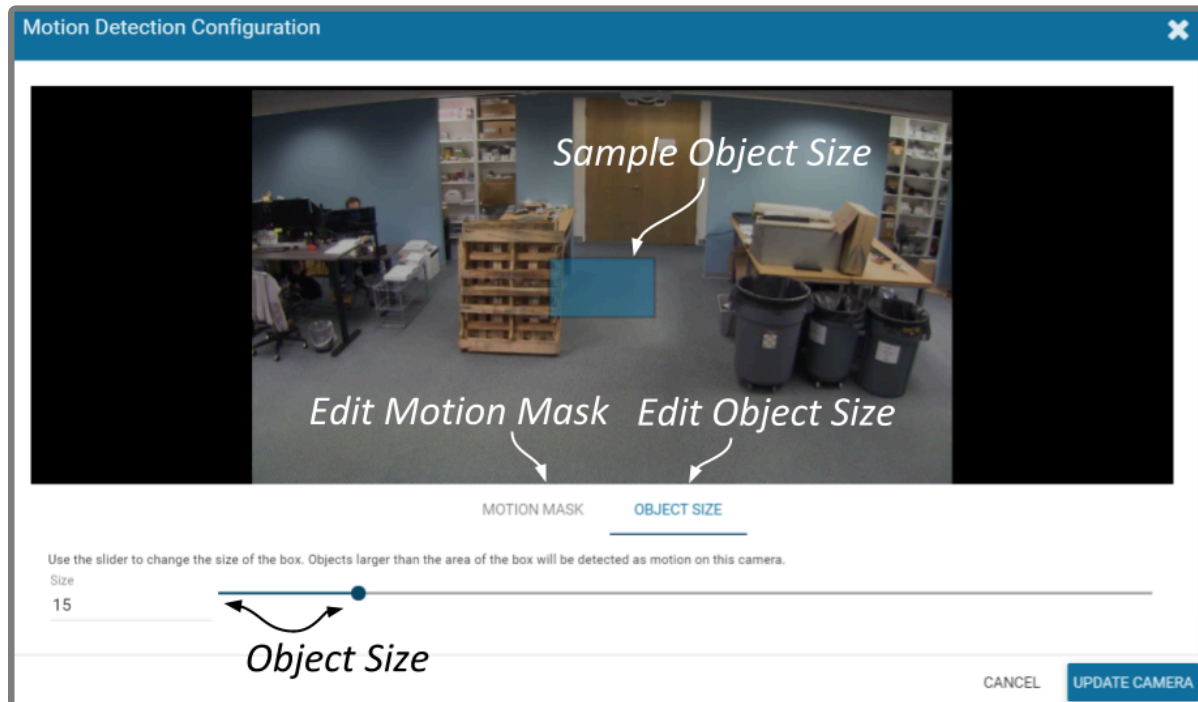 Motion Detection Configuration
Sample Object Size
Edit Motion Mask Edit Object Size
MOTION MASK OBJECT SIZE
Use the slider to change the size of the box. Objects larger than the area of the box will be detected as motion on this camera.
Size
15
Object Size
CANCEL UPDATE CAMERA